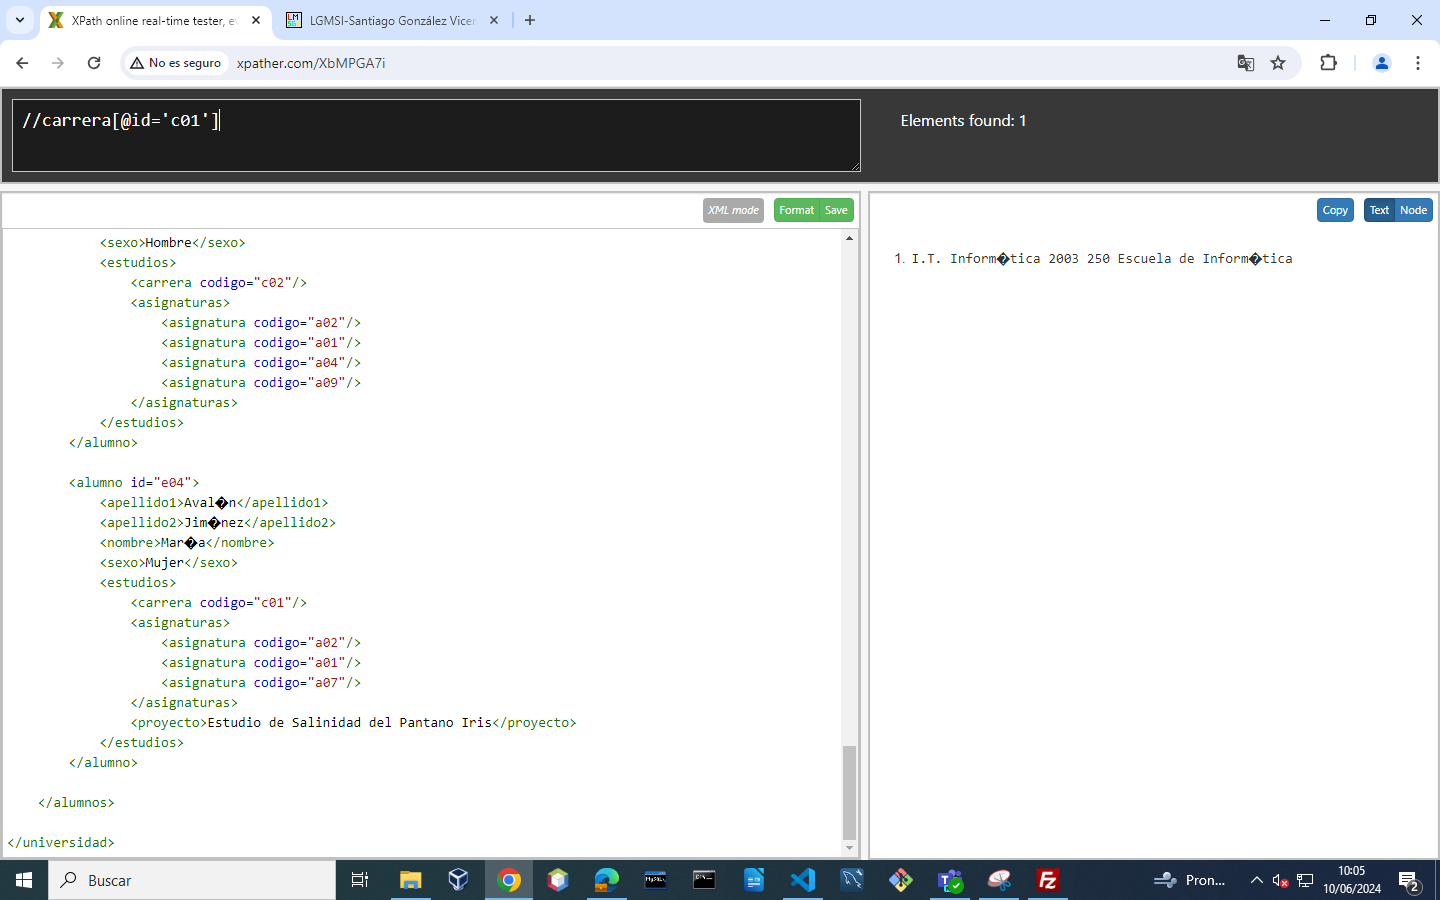 XPath online real-time tester, ev
LGMSI-Santiago González Vicen
No es seguro
xpather.com/XbMPGA7i
//carrera[@id='c01']
Elements found: 1
XML mode
Format
Save
Copy
Text
Node
<sexo>Hombre</sexo>
<estudios>
<carrera codigo="c02"/>
<asignaturas>
<asignatura codigo="a02"/>
<asignatura codigo="a01"/>
<asignatura codigo="a04"/>
<asignatura codigo="a09"/>
</asignaturas>
</estudios>
</alumno>
<alumno id="e04">
<apellido1>Aval�n</apellido1>
<apellido2>Jim�nez</apellido2>
<nombre>Mar�a</nombre>
<sexo>Mujer</sexo>
<estudios>
<carrera codigo="c01"/>
<asignaturas>
<asignatura codigo="a02"/>
<asignatura codigo="a01"/>
<asignatura codigo="a07"/>
</asignaturas>
<proyecto>Estudio de Salinidad del Pantano Iris</proyecto>
</estudios>
</alumno>
</alumnos>
</universidad>
1. I.T. Inform�tica 2003 250 Escuela de Inform�tica
Buscar
Pron...
10:05
10/06/2024
2